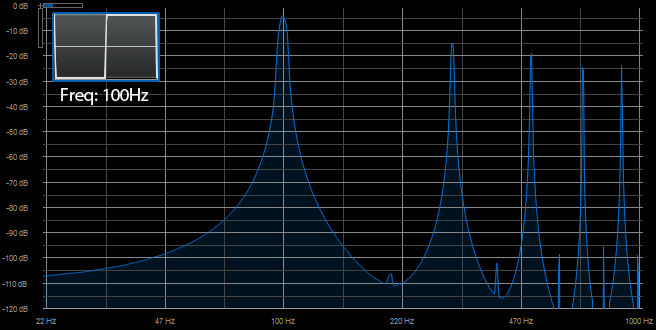 0 dB
Freq: 100Hz
-10 dB
-20 dB
-30 dB
-40 dB
-50 dB
-60 dB
-70 dB
-80 dB
-90 dB
-100 dB
-110 dB
-120 dB
22 Hz 47 Hz 100 Hz 220 Hz 470 Hz 1000 Hz